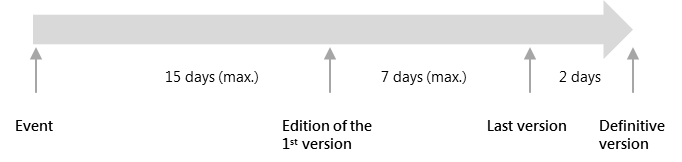 15 days (max.) 7 days (max.) 2 days
Event Edition of the Last version Definitive
1st version version